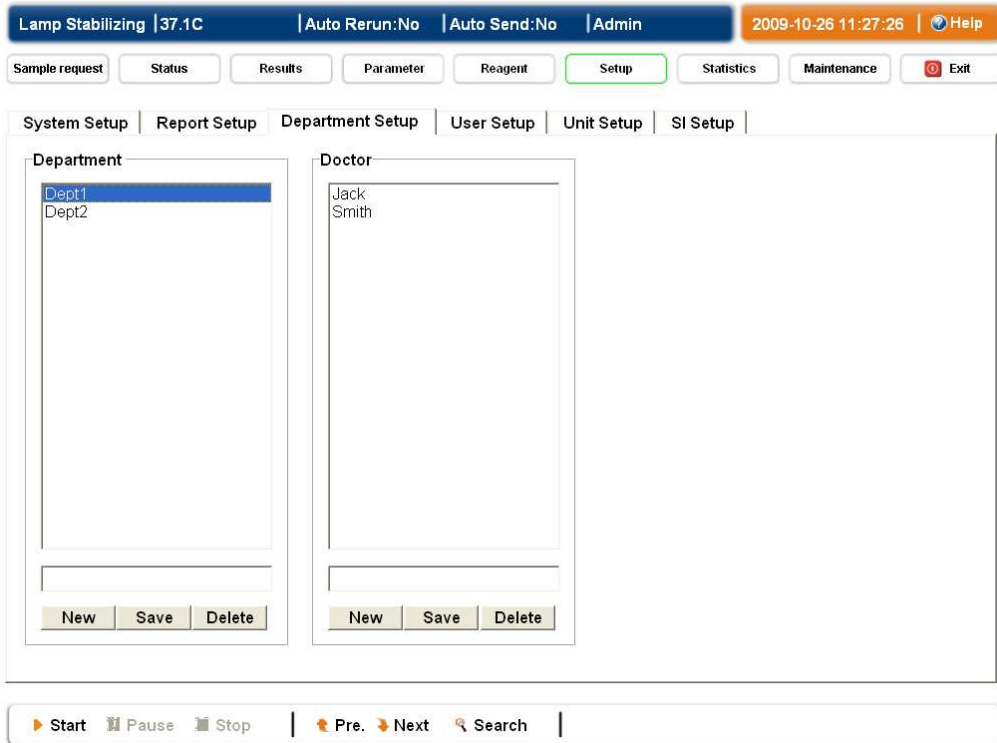 Lamp Stabilizing |37.1C |Auto Rerun:No |Auto Send:No |Admin 2009-10-26 11:27:26 | Help
Sample request Status Results Parameter Reagent Setup Statistics Maintenance Exit
System Setup Report Setup Department Setup User Setup Unit Setup SI Setup
Department Doctor
Dept1 Jack
Dept2 Smith
New Save Delete New Save Delete
Start Pause Stop | Pre. Next Search |